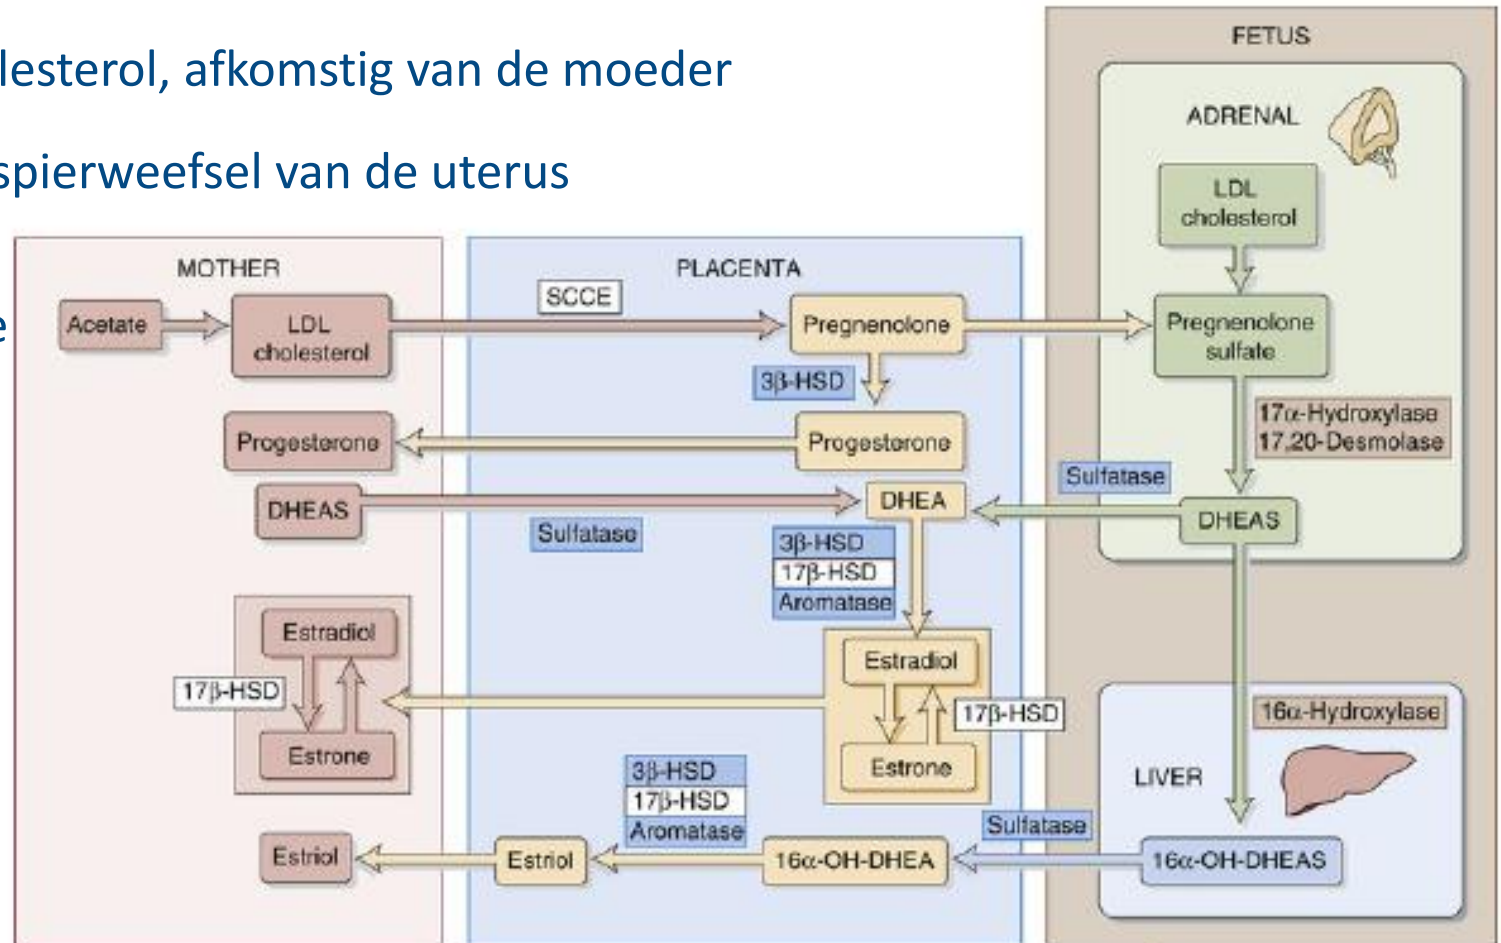 lesterol, afkomstig van de moeder
spierweefsel van de uterus
e
MOTHER
Acetate
LDL
cholesterol
Progesterone
DHEAS
Estradiol
17β-HSD
Estrone
Estriol
PLACENTA
SCCE
Pregnenolone
3β-HSD
Progesterone
DHEA
Sulfatase
3β-HSD
17β-HSD
Aromatase
Estradiol
17β-HSD
Estrone
3β-HSD
17β-HSD
Aromatase
Estriol
16α-OH-DHEA
FETUS
ADRENAL
LDL
cholesterol
Pregnenolone
sulfate
17α-Hydroxylase
17,20-Desmolase
Sulfatase
DHEAS
16α-Hydroxylase
LIVER
Sulfatase
16α-OH-DHEAS